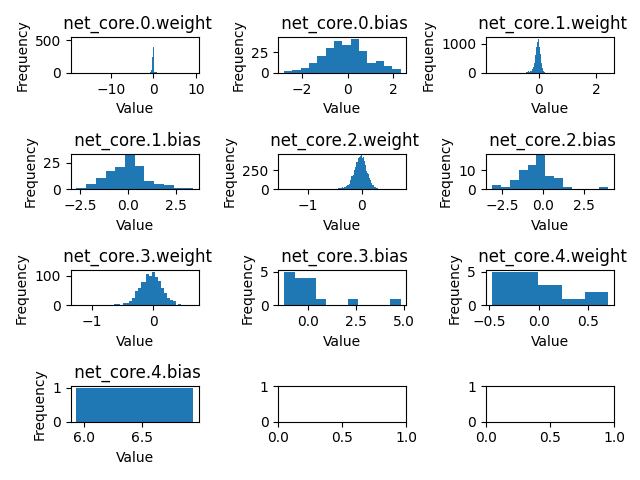 net_core.0.weight
500
0
−10
0
10
Value
Frequency
net_core.0.bias
25
0
−2
0
2
Value
Frequency
net_core.1.weight
1000
0
0
2
Value
Frequency
net_core.1.bias
25
0
−2.5
0.0
2.5
Value
Frequency
net_core.2.weight
250
0
−1
0
Value
Frequency
net_core.2.bias
10
0
−2.5
0.0
2.5
Value
Frequency
net_core.3.weight
100
0
−1
0
Value
Frequency
net_core.3.bias
5
0
0.0
2.5
5.0
Value
Frequency
net_core.4.weight
5
0
−0.5
0.0
0.5
Value
Frequency
net_core.4.bias
1
0
6.0
6.5
Value
Frequency
1
0
0.0
0.5
1.0
1
0
0.0
0.5
1.0